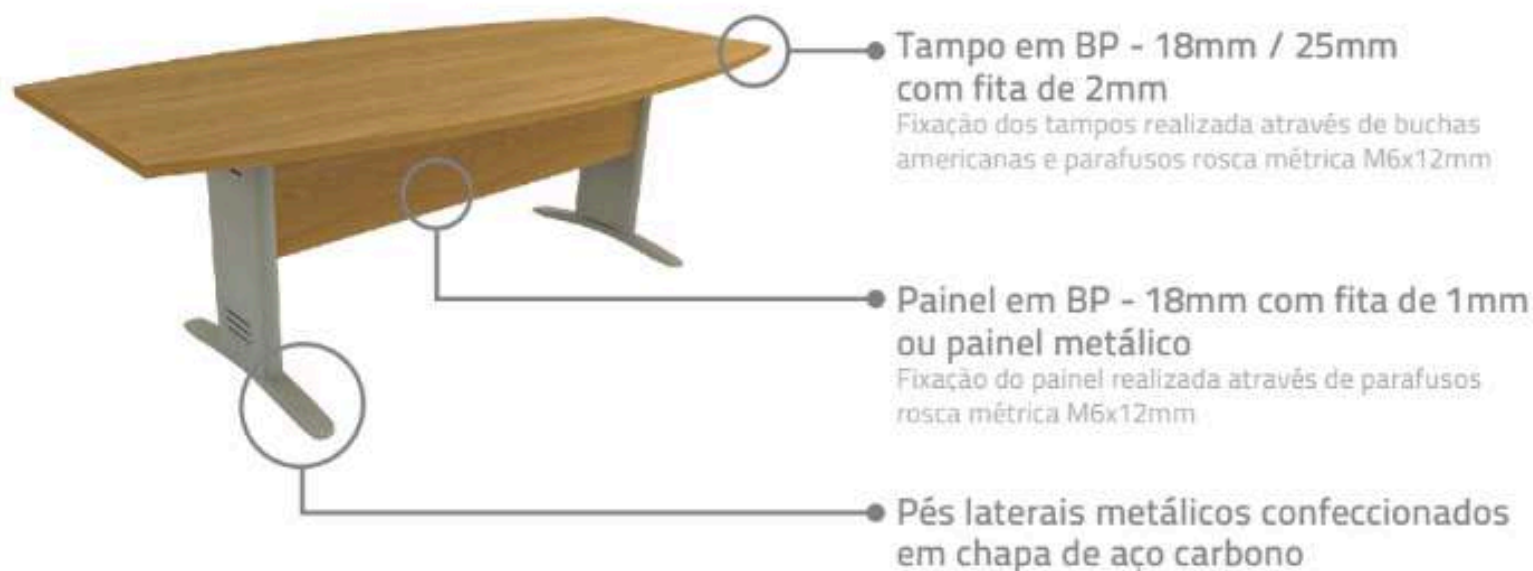 Tampo em BP - 18mm / 25mm
com fita de 2mm
Fixação dos tampos realizada através de buchas
americanas e parafusos rosca métrica M6x12mm
Painel em BP - 18mm com fita de 1mm
ou painel metálico
Fixação do painel realizada através de parafusos
rosca métrica M6x12mm
Pés laterais metálicos confeccionados
em chapa de aço carbono